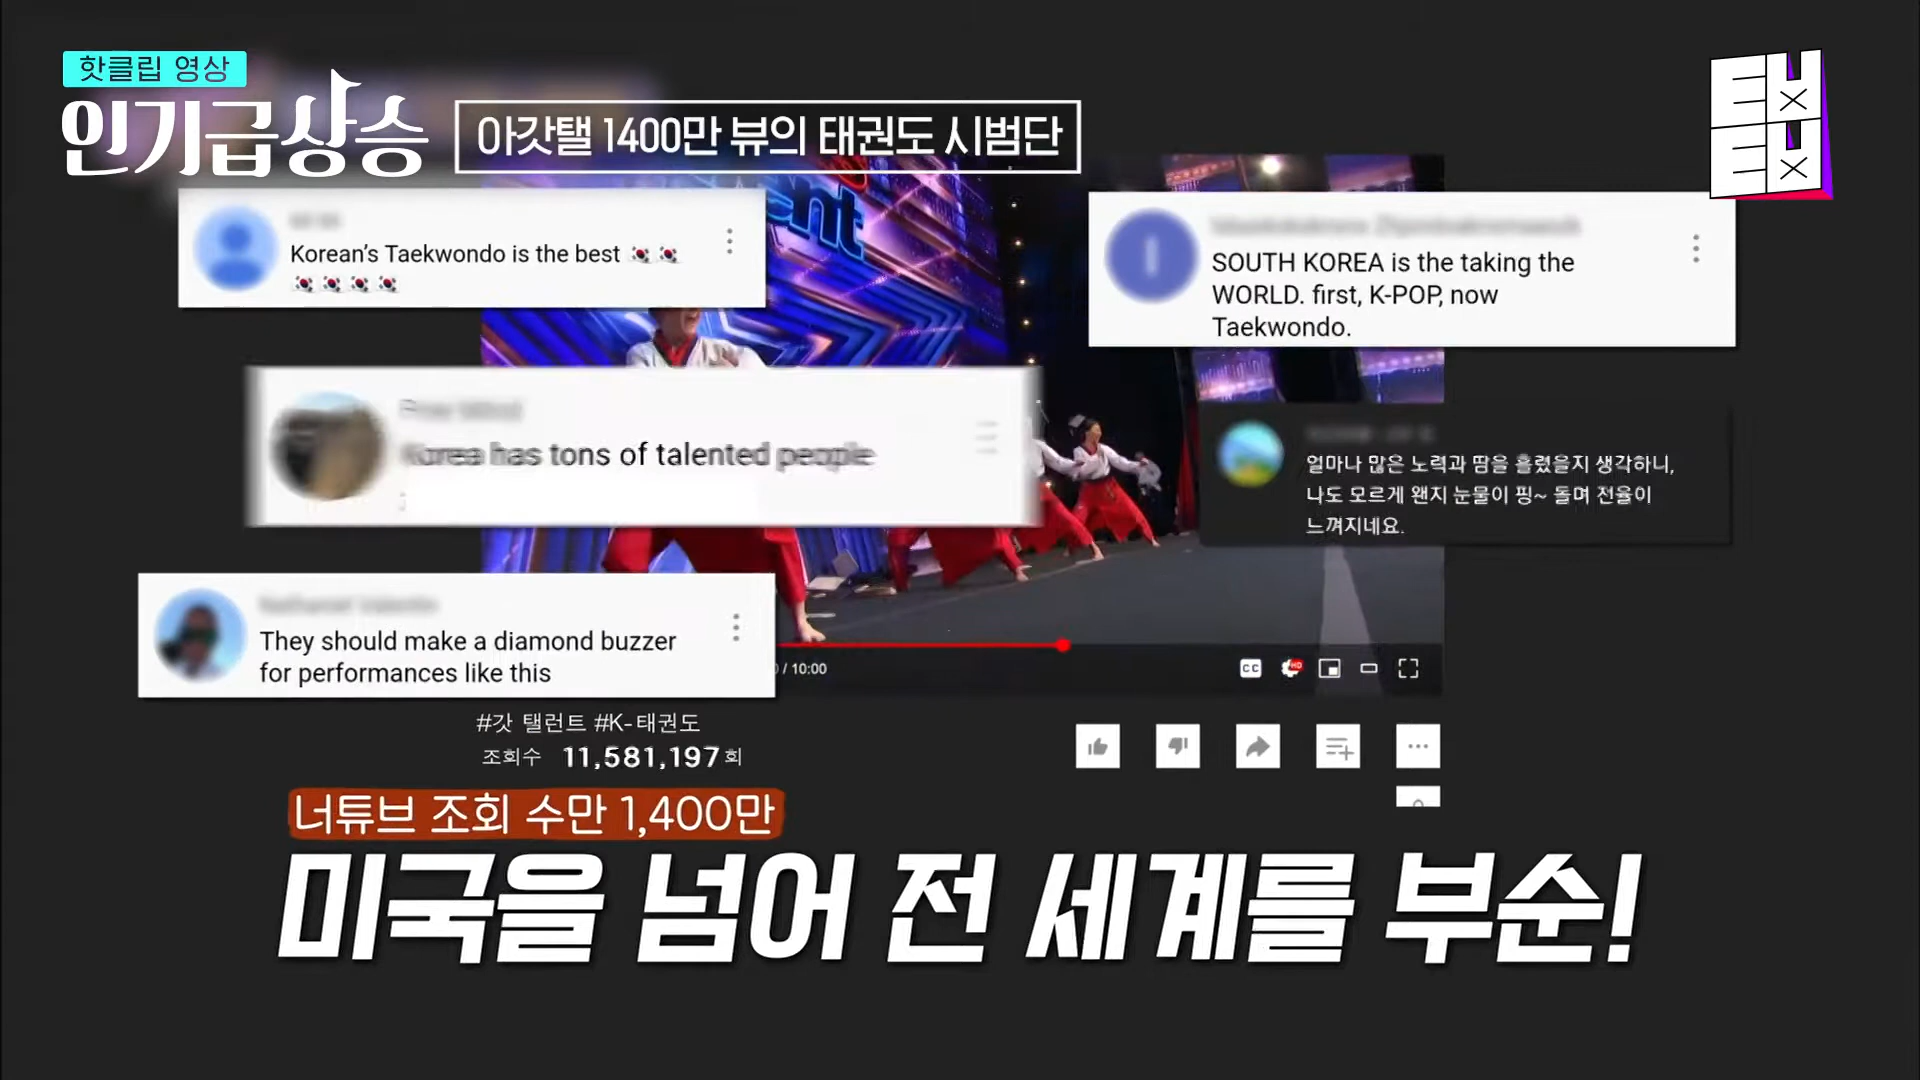 핫클립 영상
인기급상승
아갓탤 1400만 뷰의 태권도 시범단
Korean's Taekwondo is the best 🇰🇷 🇰🇷
🇰🇷 🇰🇷 🇰🇷 🇰🇷
SOUTH KOREA is the taking the
WORLD. first, K-POP, now
Taekwondo.
Korea has tons of talented people
얼마나 많은 노력과 땀을 흘렸을지 생각하니,
나도 모르게 왠지 눈물이 핑~ 돌며 전율이
느껴지네요.
They should make a diamond buzzer
for performances like this
/ 10:00
CC
HD
#갓 탤런트 #K-태권도
조회수 11,581,197회
너튜브 조회 수만 1,400만
미국을 넘어 전 세계를 부순!